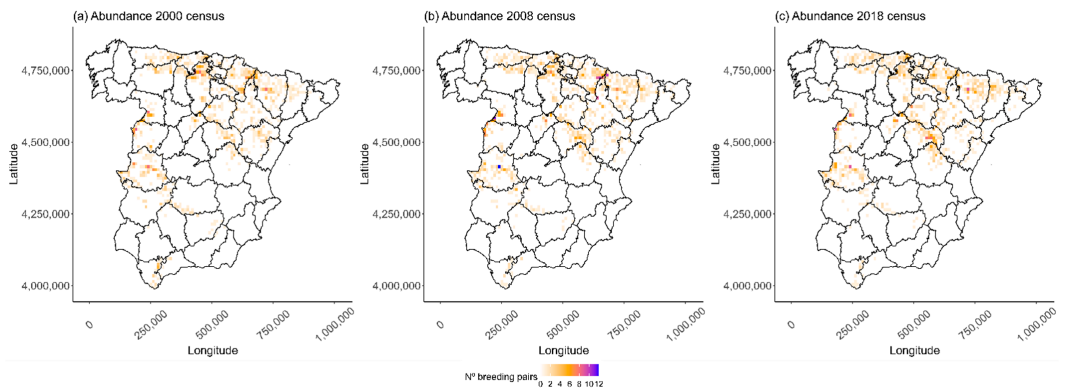 (a) Abundance 2000 census
(b) Abundance 2008 census
(c) Abundance 2018 census
Latitude
4,750,000
4,500,000
4,250,000
4,000,000
0
250,000
500,000
750,000
1,000,000
Longitude
Latitude
4,750,000
4,500,000
4,250,000
4,000,000
0
250,000
500,000
750,000
1,000,000
Longitude
Latitude
4,750,000
4,500,000
4,250,000
4,000,000
0
250,000
500,000
750,000
1,000,000
Longitude
Nº breeding pairs
0 2 4 6 8 10 12